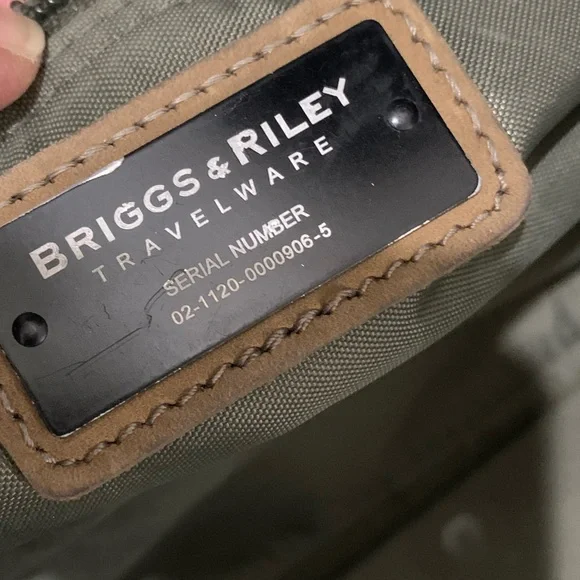 BRIGGS & RILEY
TRAVELWARE
SERIAL NUMBER
02-1120-0000906-5